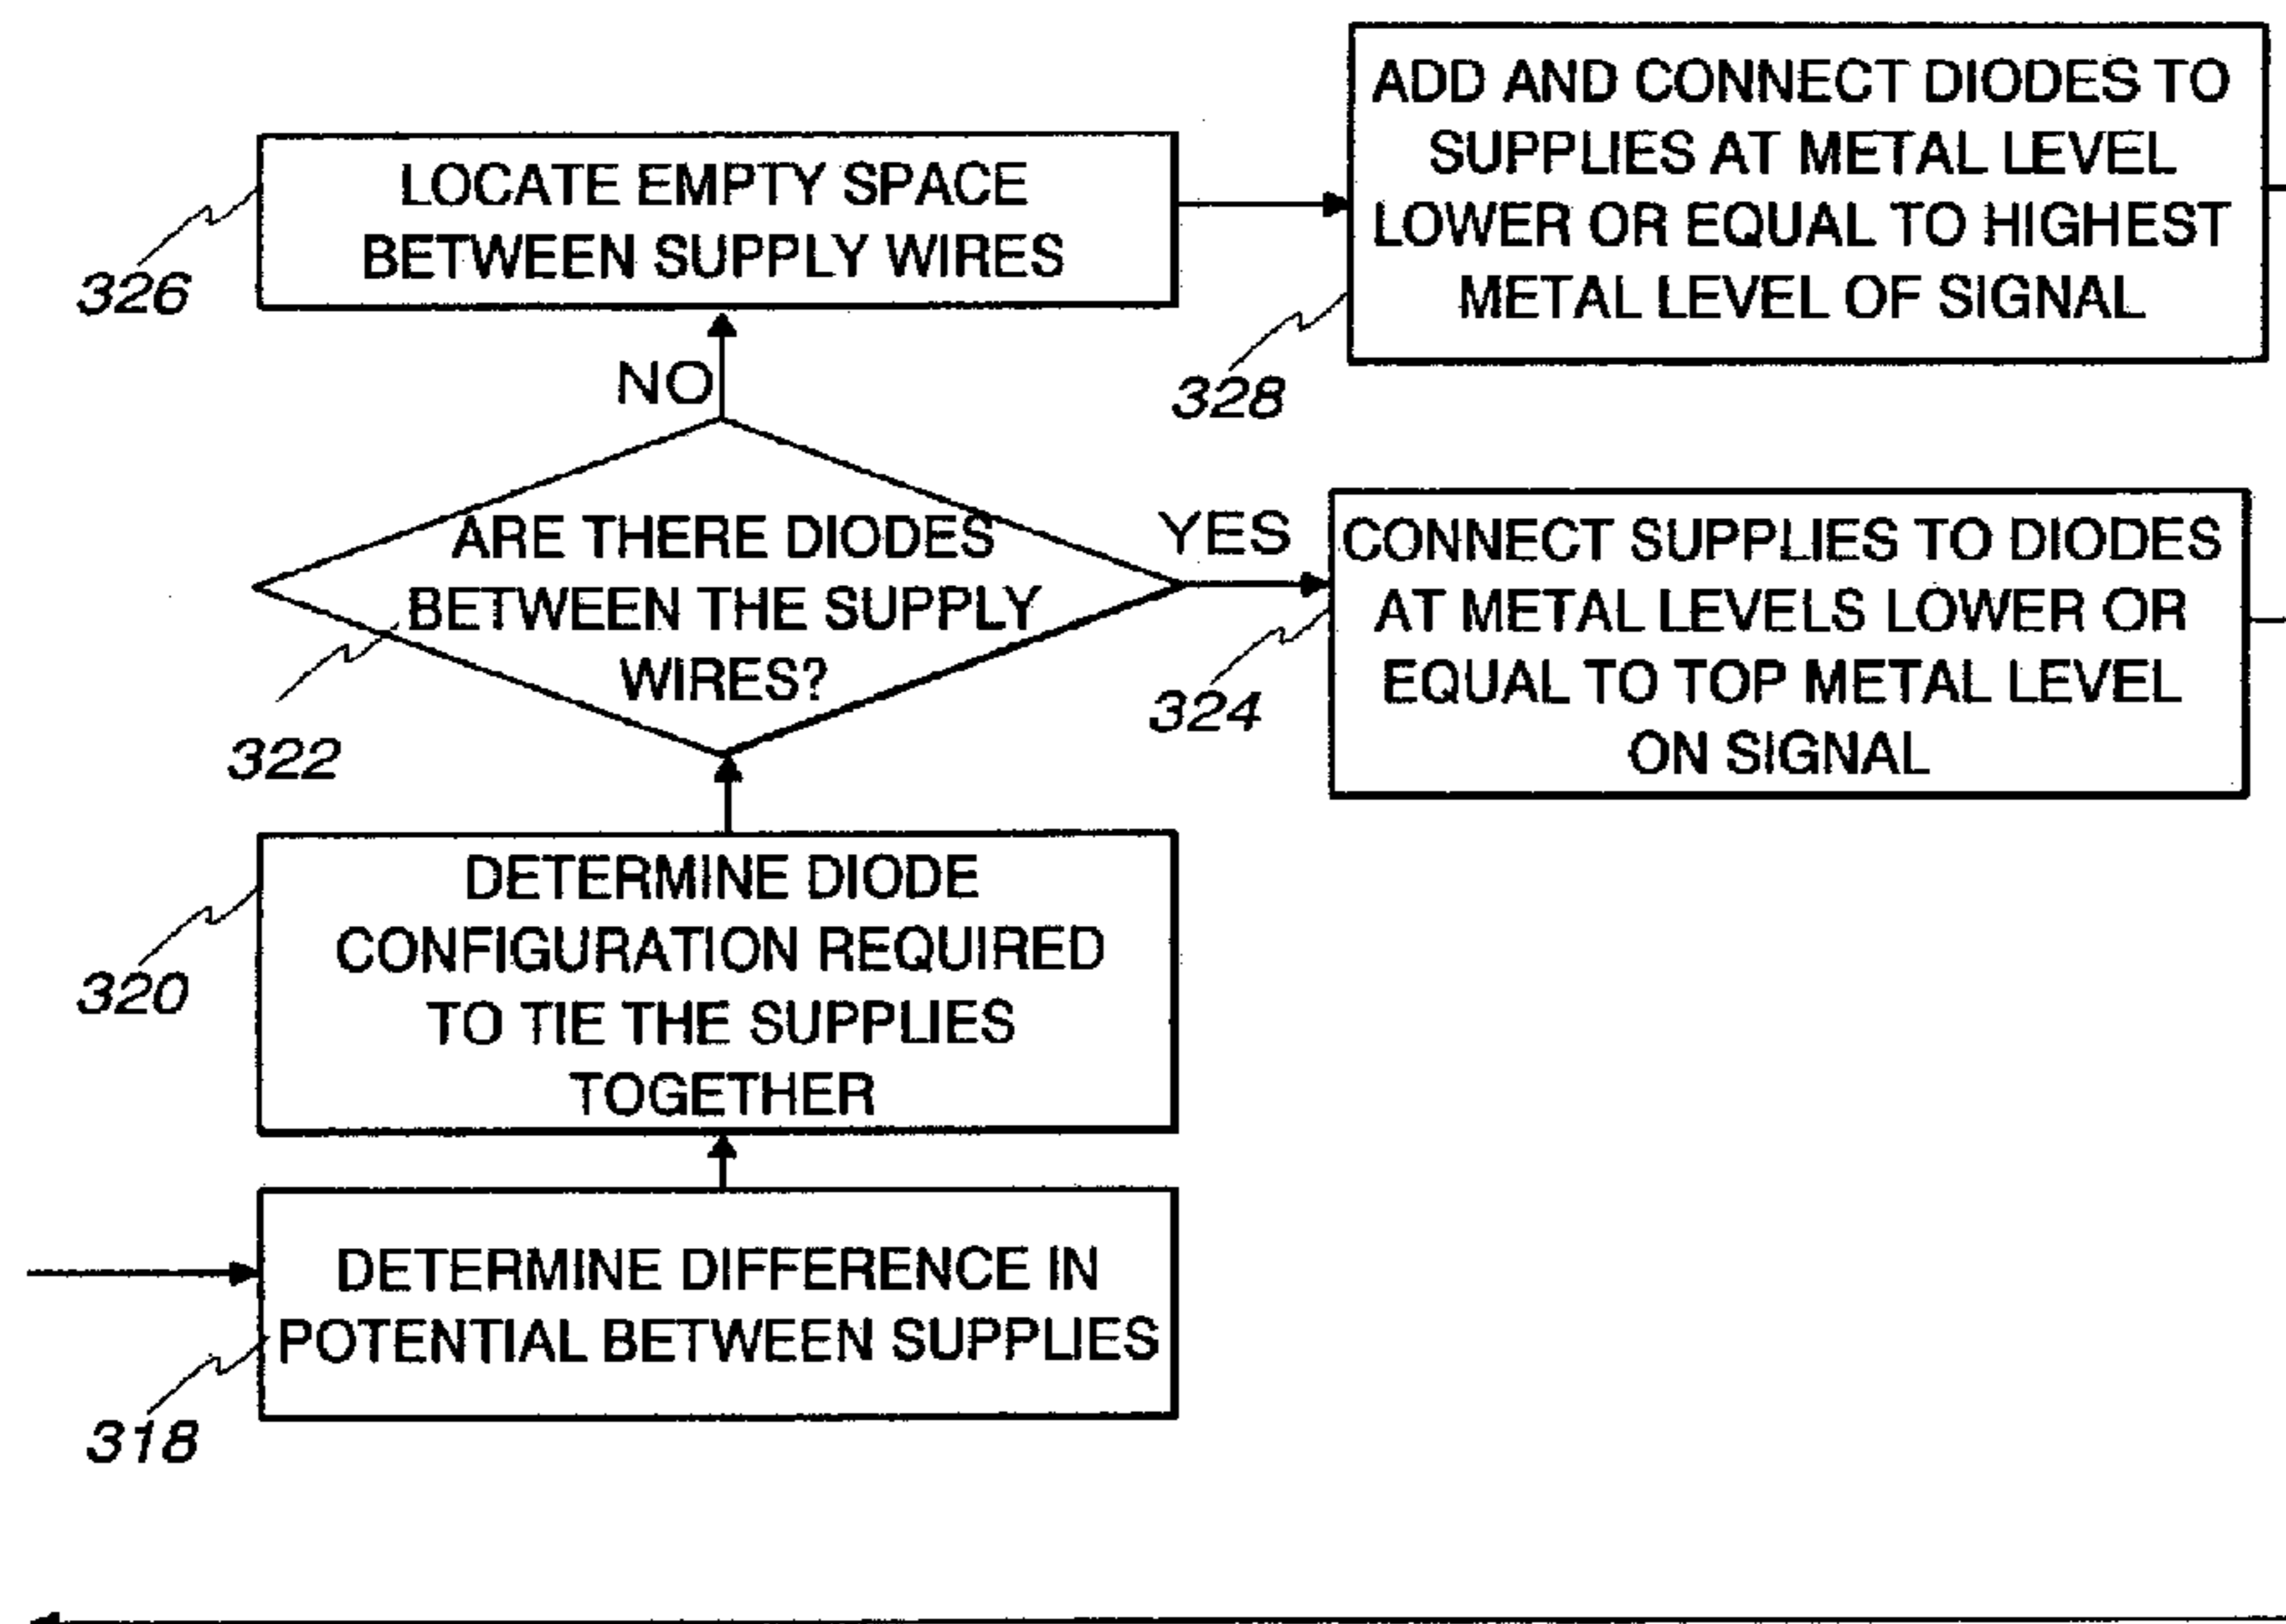 ADD AND CONNECT DIODES TO
SUPPLIES AT METAL LEVEL
LOWER OR EQUAL TO HIGHEST
METAL LEVEL OF SIGNAL
328
LOCATE EMPTY SPACE
BETWEEN SUPPLY WIRES
326
NO
ARE THERE DIODES
BETWEEN THE SUPPLY
WIRES?
322
YES
CONNECT SUPPLIES TO DIODES
AT METAL LEVELS LOWER OR
EQUAL TO TOP METAL LEVEL
ON SIGNAL
324
DETERMINE DIODE
CONFIGURATION REQUIRED
TO TIE THE SUPPLIES
TOGETHER
320
DETERMINE DIFFERENCE IN
POTENTIAL BETWEEN SUPPLIES
318